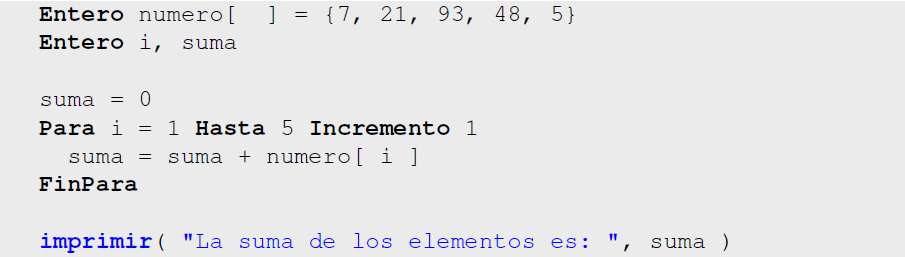 Entero numero[  ] = {7, 21, 93, 48, 5}
Entero i, suma
suma = 0
Para i = 1 Hasta 5 Incremento 1
  suma = suma + numero[ i ]
FinPara
imprimir( "La suma de los elementos es: ", suma )